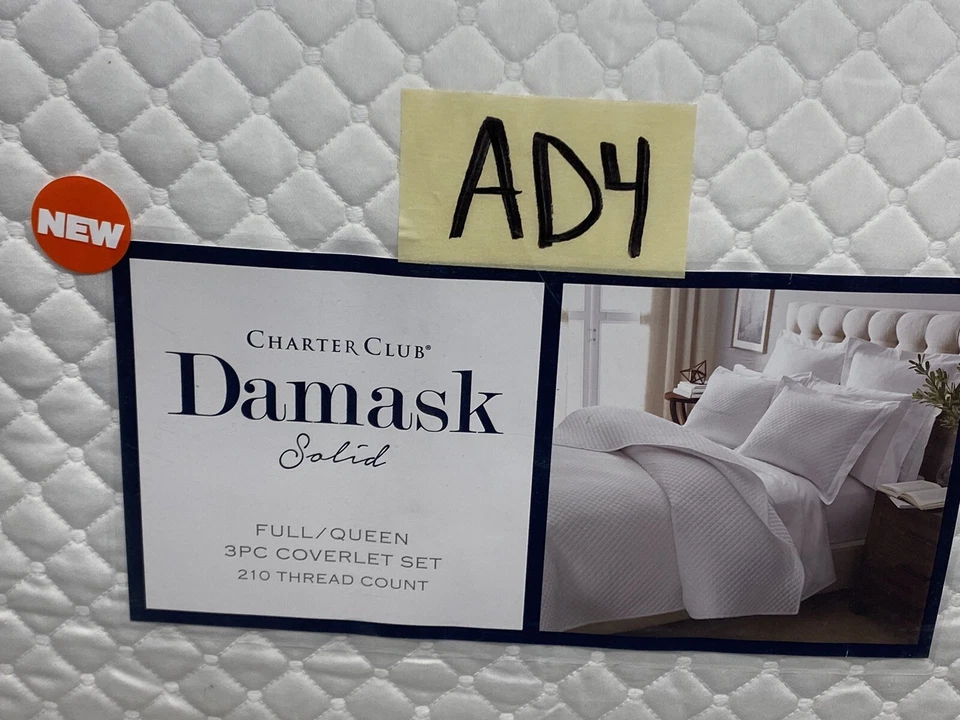 AD4
NEW
CHARTER CLUB®
Damask
Solid
FULL/QUEEN
3PC COVERLET SET
210 THREAD COUNT